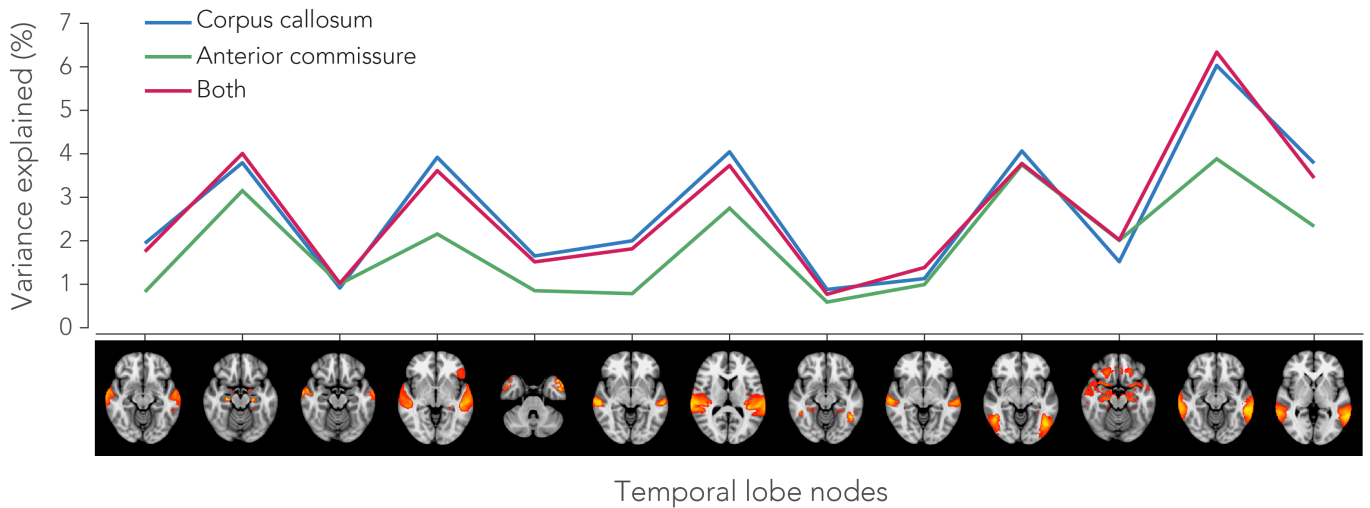 Variance explained (%)
7
6
5
4
3
2
1
0
Corpus callosum
Anterior commissure
Both
Temporal lobe nodes